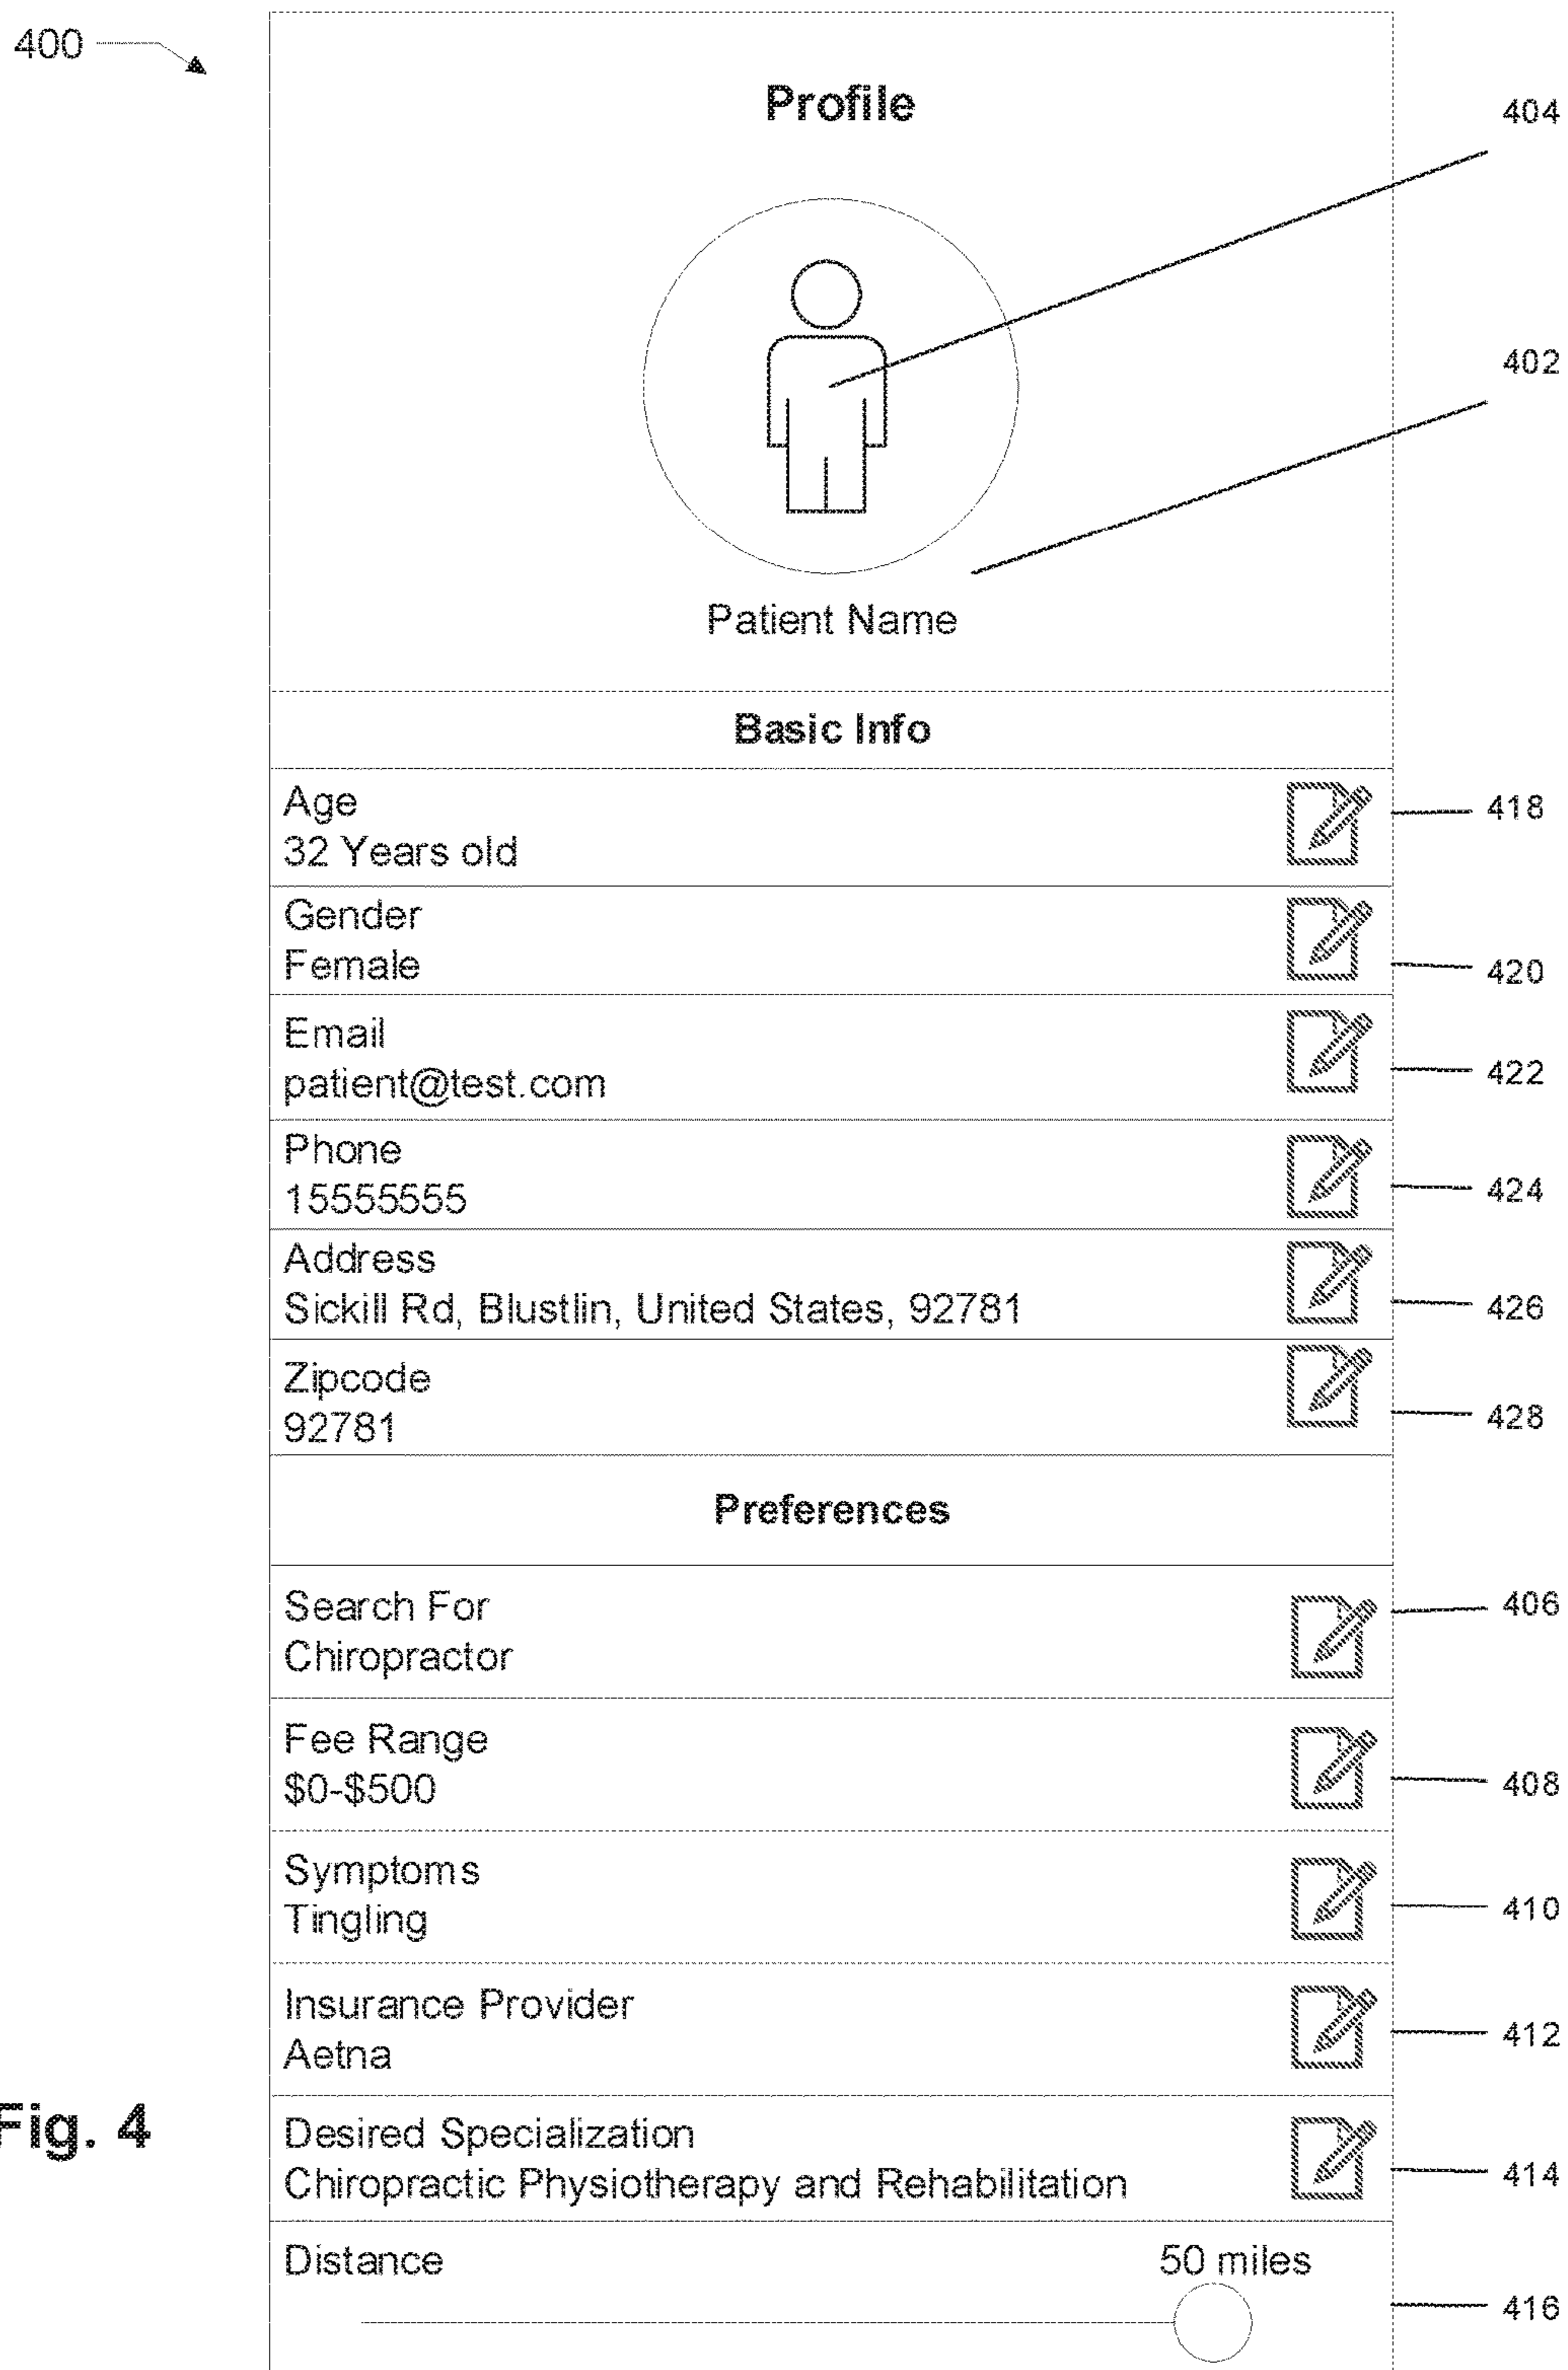 400
Profile
404
402
Patient Name
Basic Info
Age
32 Years old
418
Gender
Female
420
Email
patient@test.com
422
Phone
15555555
424
Address
Sickill Rd, Blustlin, United States, 92781
426
Zipcode
92781
428
Preferences
Search For
Chiropractor
406
Fee Range
$0-$500
408
Symptoms
Tingling
410
Insurance Provider
Aetna
412
Fig. 4
Desired Specialization
Chiropractic Physiotherapy and Rehabilitation
414
Distance
50 miles
416